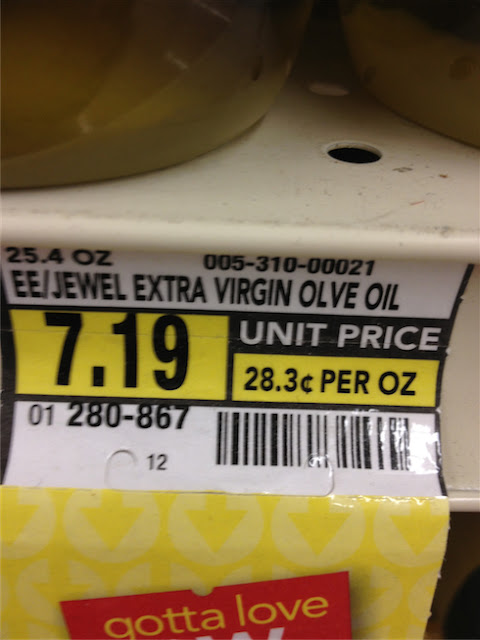 25.4 OZ 005-310-00021
EE/JEWEL EXTRA VIRGIN OLVE OIL
7.19
UNIT PRICE
28.3¢ PER OZ
01 280-867
12
gotta love